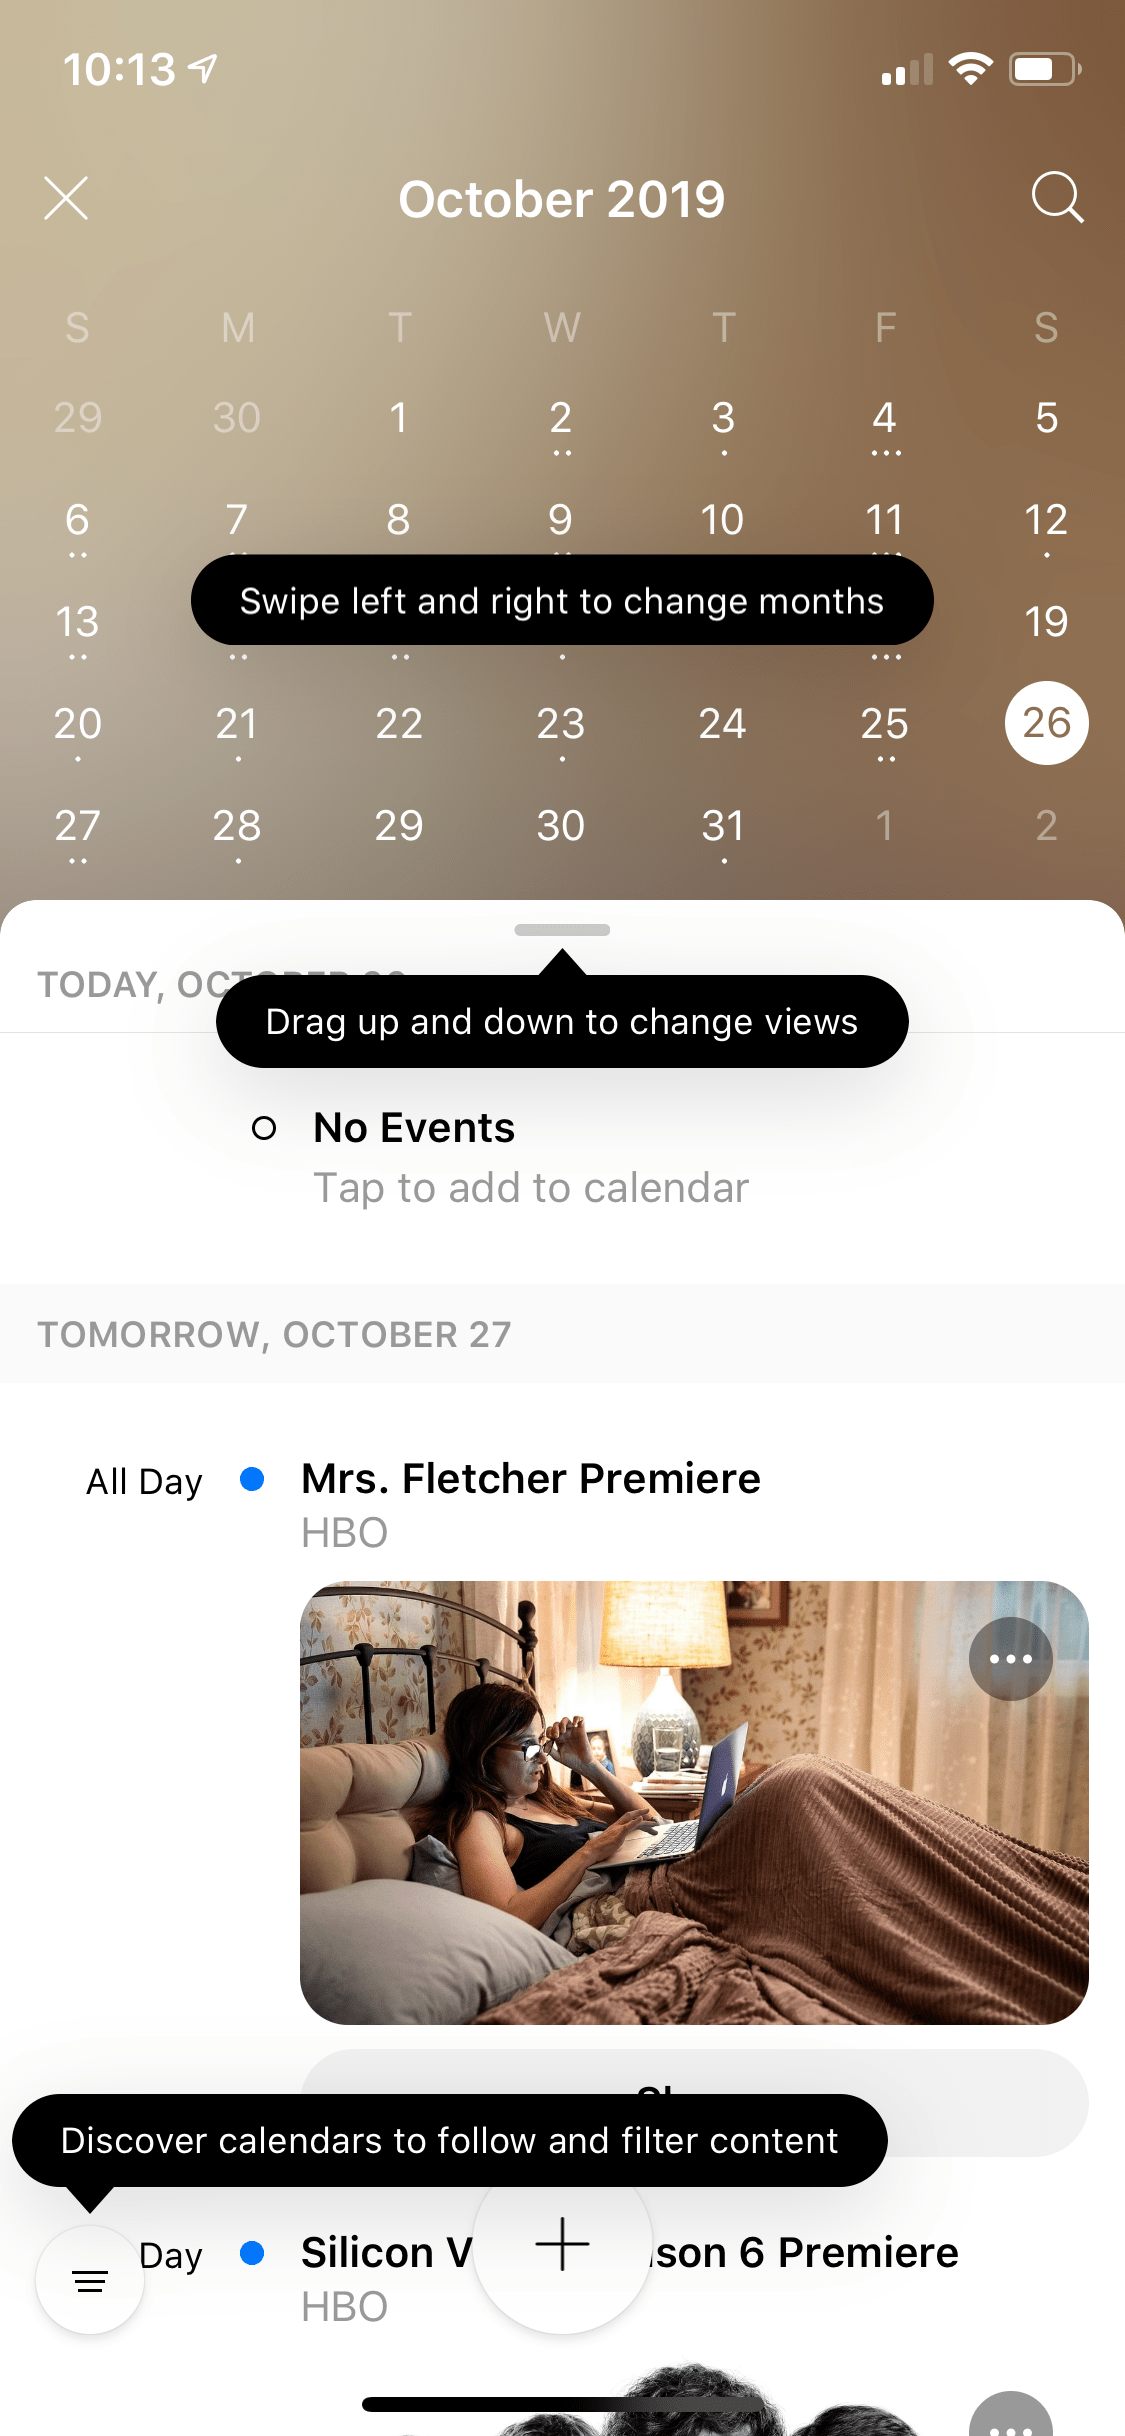 10:13
October 2019
S M T W T F S
29 30 1 2 3 4 5
6 7 8 9 10 11 12
Swipe left and right to change months
13 19
20 21 22 23 24 25 26
27 28 29 30 31 1 2
TODAY, OCTOBER
Drag up and down to change views
No Events
Tap to add to calendar
TOMORROW, OCTOBER 27
All Day
Mrs. Fletcher Premiere
HBO
Discover calendars to follow and filter content
Day
Silicon V son 6 Premiere
HBO